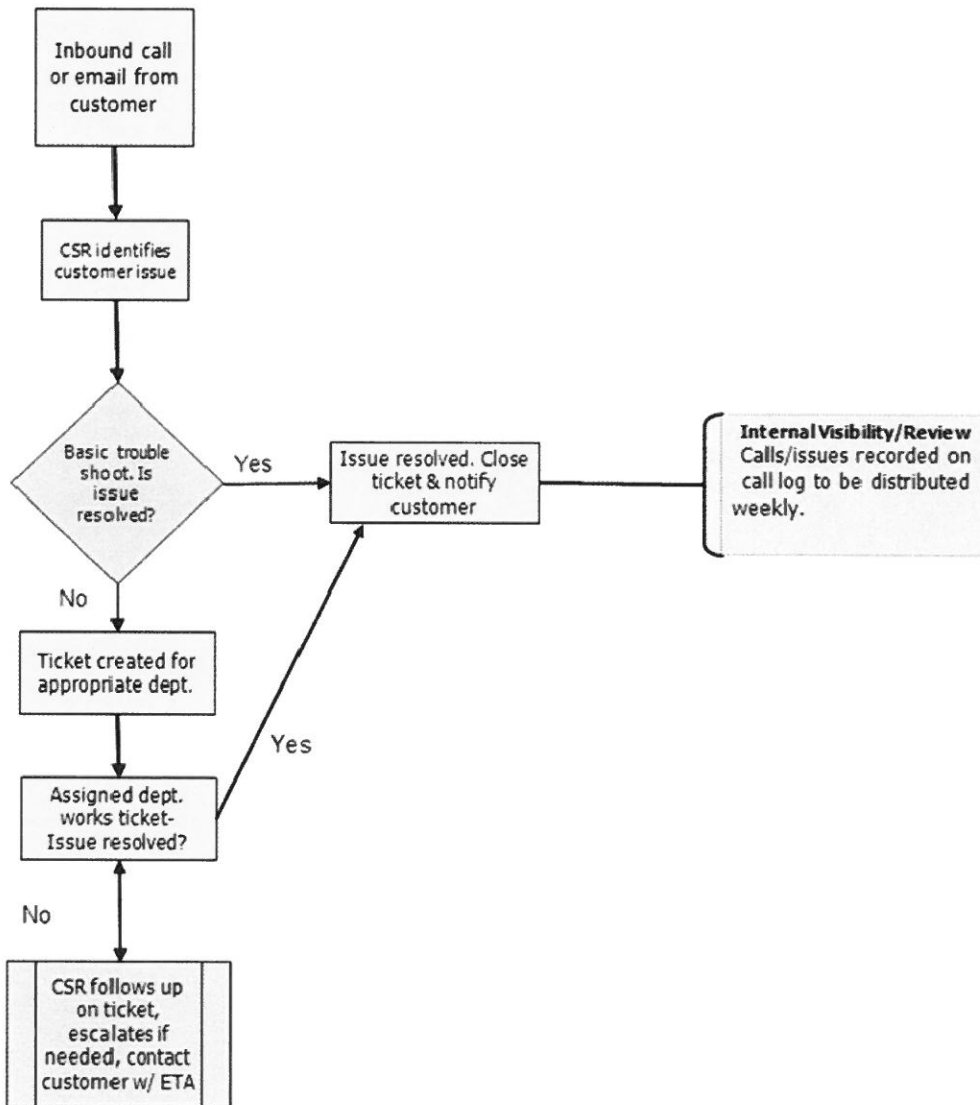 Inbound call
or email from
customer
CSR identifies
customer issue
Basic trouble
shoot. Is
issue
resolved?
Yes
Issue resolved. Close
ticket & notify
customer
Internal Visibility/Review
Calls/issues recorded on
call log to be distributed
weekly.
No
Ticket created for
appropriate dept.
Yes
Assigned dept.
works ticket-
Issue resolved?
No
CSR follows up
on ticket,
escalates if
needed, contact
customer w/ ETA